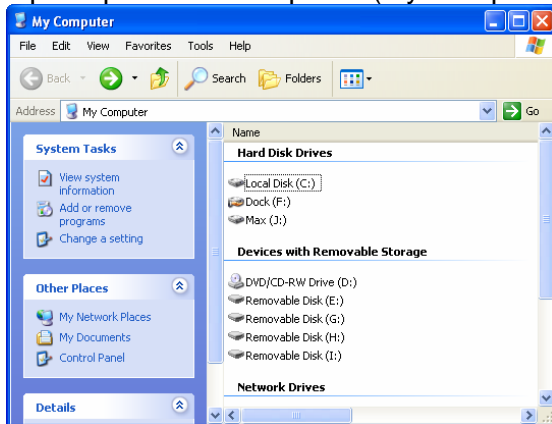 My Computer
File Edit View Favorites Tools Help
Back Search Folders
Address My Computer Go
System Tasks
View system
information
Add or remove
programs
Change a setting
Other Places
My Network Places
My Documents
Control Panel
Details
Name
Hard Disk Drives
Local Disk (C:)
Dock (F:)
Max (J:)
Devices with Removable Storage
DVD/CD-RW Drive (D:)
Removable Disk (E:)
Removable Disk (G:)
Removable Disk (H:)
Removable Disk (I:)
Network Drives